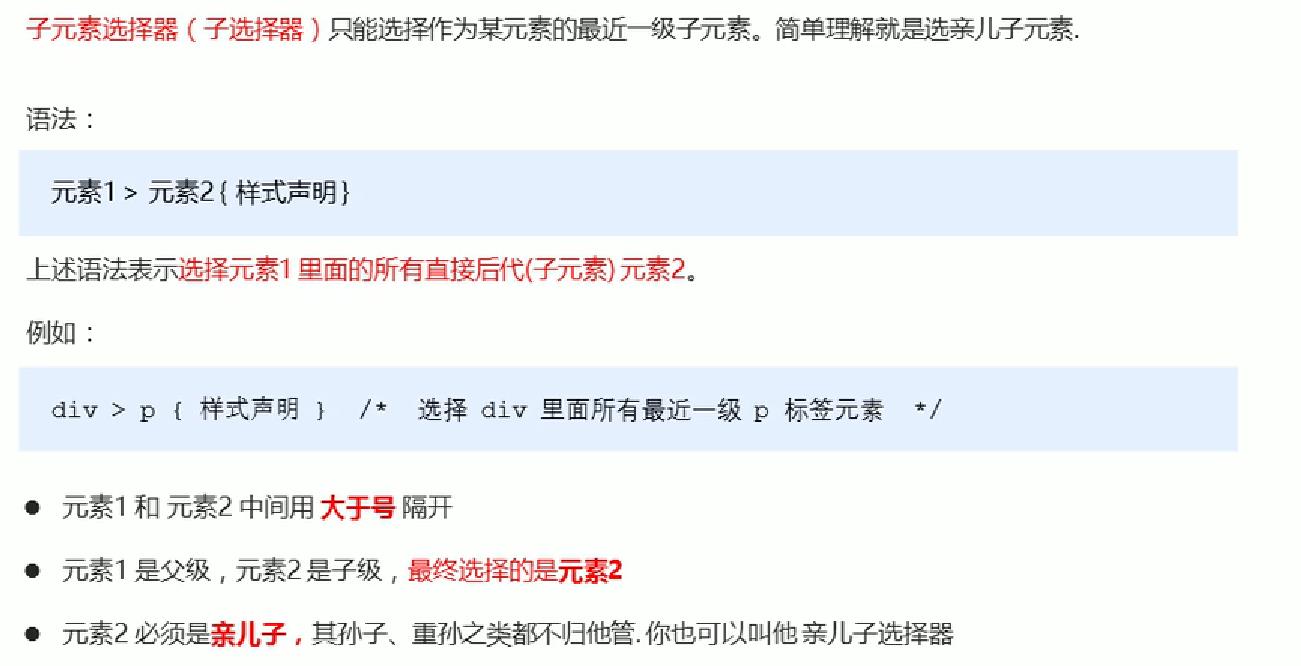 子元素选择器（子选择器）只能选择作为某元素的最近一级子元素。简单理解就是选亲儿子元素.
语法：
元素1 > 元素2{ 样式声明 }
上述语法表示选择元素1 里面的所有直接后代(子元素) 元素2。
例如：
div > p { 样式声明 }  /*  选择 div 里面所有最近一级 p 标签元素  */
● 元素1 和 元素2 中间用 大于号 隔开
● 元素1 是父级，元素2 是子级，最终选择的是元素2
● 元素2 必须是亲儿子，其孙子、重孙之类都不归他管. 你也可以叫他 亲儿子选择器